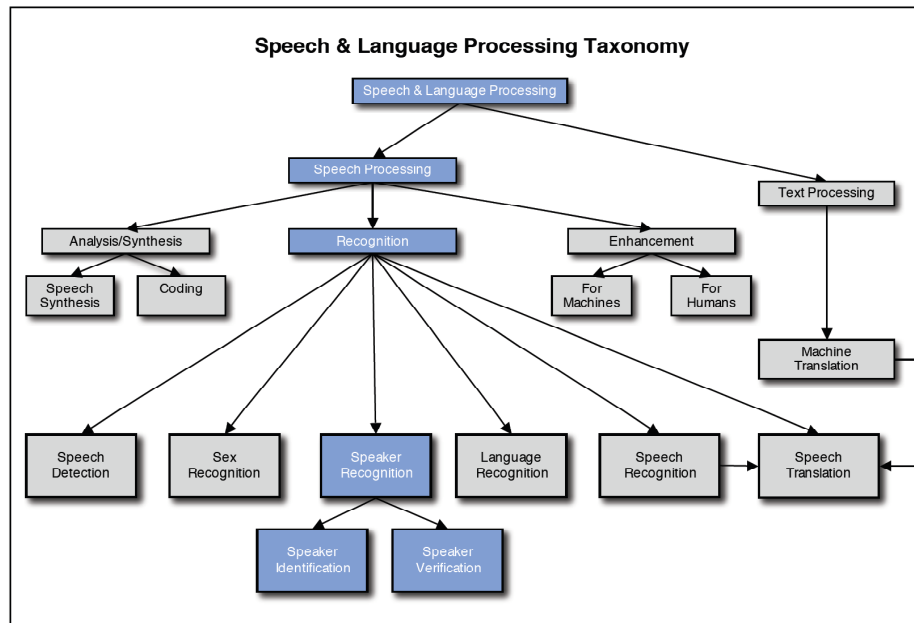 Speech & Language Processing Taxonomy
Speech & Language Processing
Speech Processing
Text Processing
Analysis/Synthesis
Recognition
Enhancement
Speech
Synthesis
Coding
For
Machines
For
Humans
Machine
Translation
Speech
Detection
Sex
Recognition
Speaker
Recognition
Language
Recognition
Speech
Recognition
Speech
Translation
Speaker
Identification
Speaker
Verification